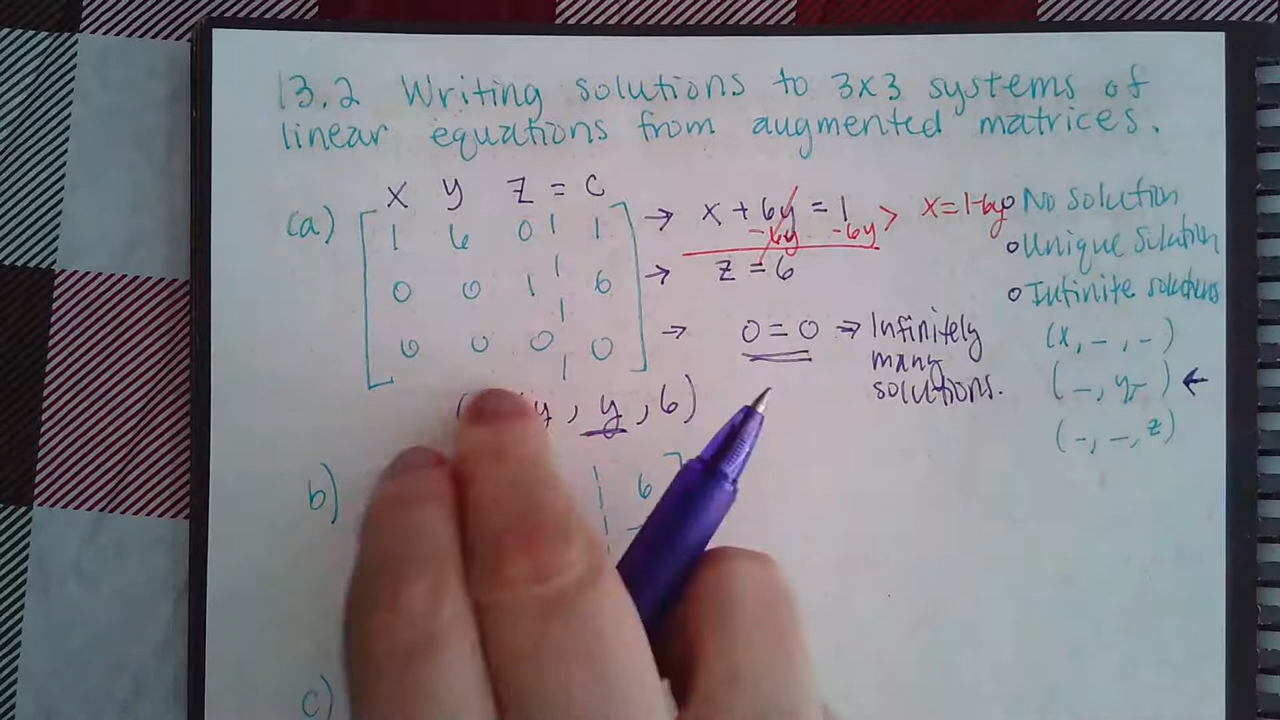 13.2 Writing solutions to 3x3 systems of
linear equations from augmented matrices.
x y z = c
(a)
1 6 0 | 1
0 0 1 | 6
0 0 0 | 0
→ x + 6y = 1
-6y -6y
> x=1-6y
→ z = 6
→ 0 = 0 ⇒ Infinitely
many
solutions.
( y , y , 6)
o No solution
o Unique Solution
o Infinite solutions
(x, -, -)
(-, y, -) ←
(-, -, z)
b)
| 6
c)